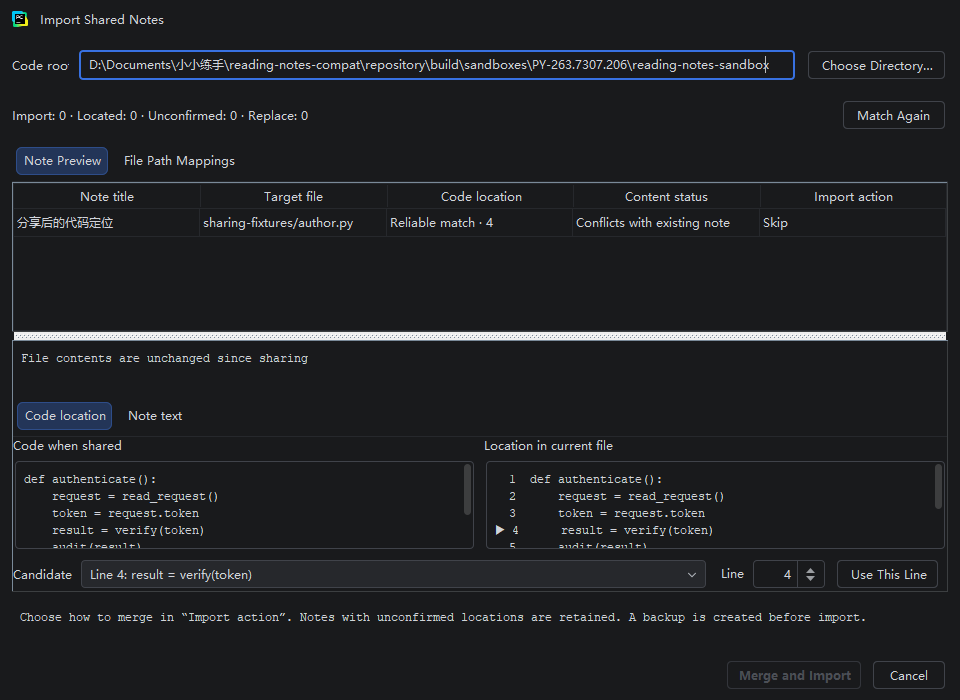 PC
Import Shared Notes
Code root D:\Documents\小小练手\reading-notes-compat\repository\build\sandboxes\PY-263.7307.206\reading-notes-sandbox Choose Directory...
Import: 0 · Located: 0 · Unconfirmed: 0 · Replace: 0 Match Again
Note Preview File Path Mappings
Note title Target file Code location Content status Import action
分享后的代码定位 sharing-fixtures/author.py Reliable match · 4 Conflicts with existing note Skip
File contents are unchanged since sharing
Code location Note text
Code when shared Location in current file
def authenticate(): 1 def authenticate():
request = read_request() 2 request = read_request()
token = request.token 3 token = request.token
result = verify(token) 4 result = verify(token)
audit(result) 5 audit(result)
Candidate Line 4: result = verify(token) Line 4 Use This Line
Choose how to merge in “Import action”. Notes with unconfirmed locations are retained. A backup is created before import.
Merge and Import Cancel